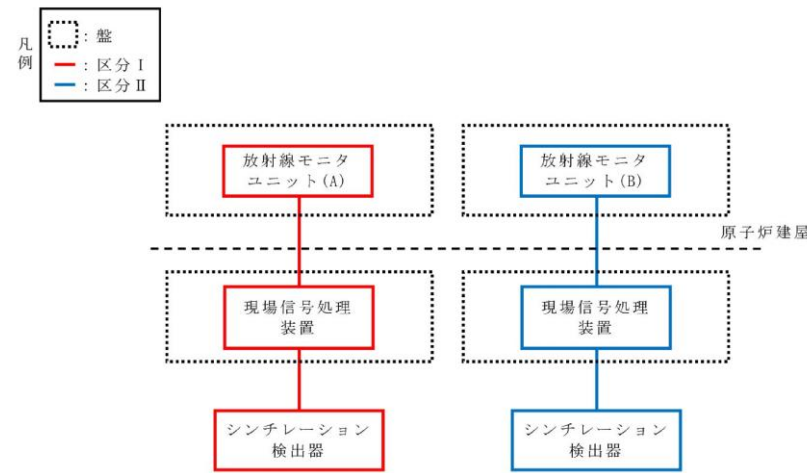 凡例
: 盤
: 区分Ⅰ
: 区分Ⅱ
放射線モニタ
ユニット(A)
放射線モニタ
ユニット(B)
原子炉建屋
現場信号処理
装置
現場信号処理
装置
シンチレーション
検出器
シンチレーション
検出器